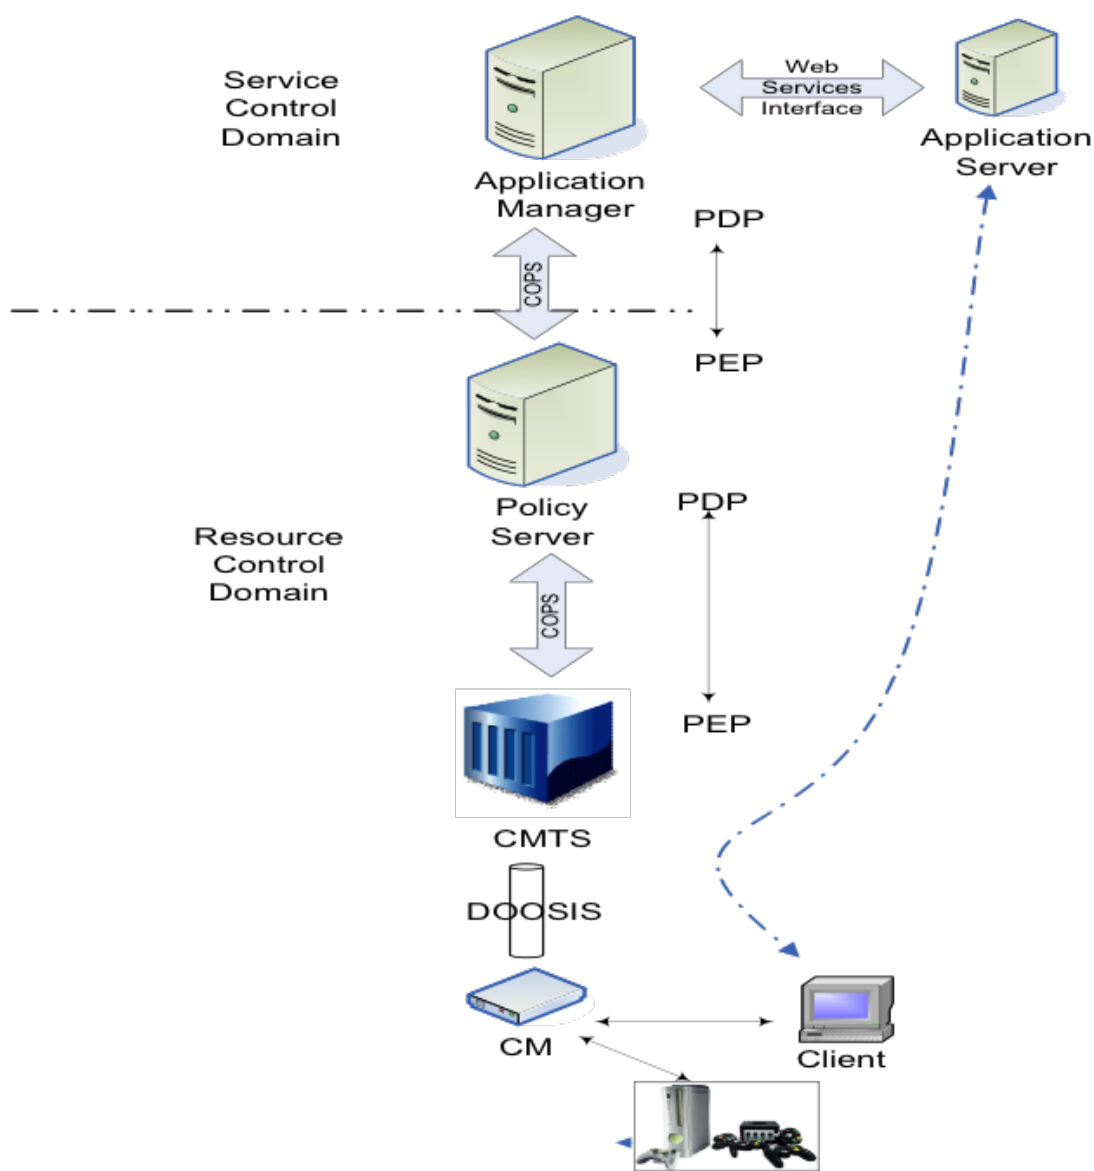 Service
Control
Domain
Web
Services
Interface
Application
Manager
Application
Server
COPS
PDP
PEP
Policy
Server
Resource
Control
Domain
PDP
COPS
PEP
CMTS
DOOSIS
CM
Client